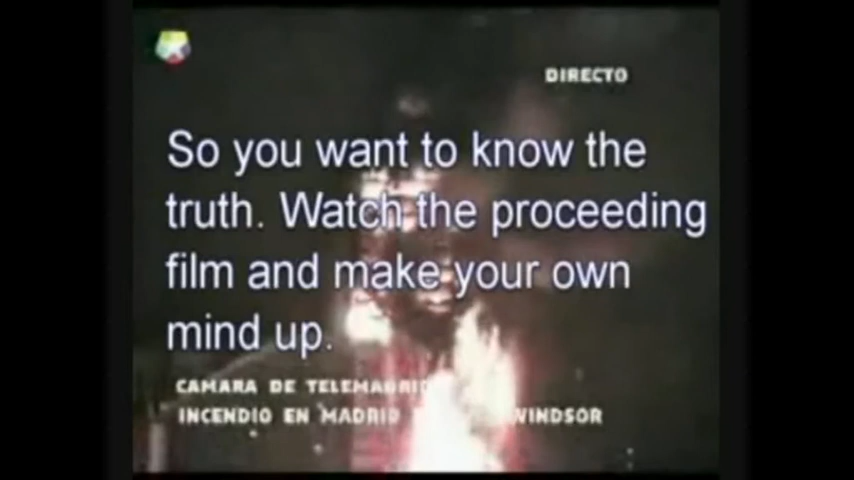 DIRECTO
So you want to know the
truth. Watch the proceeding
film and make your own
mind up.
CAMARA DE TELEMADRID
INCENDIO EN MADRID WINDSOR